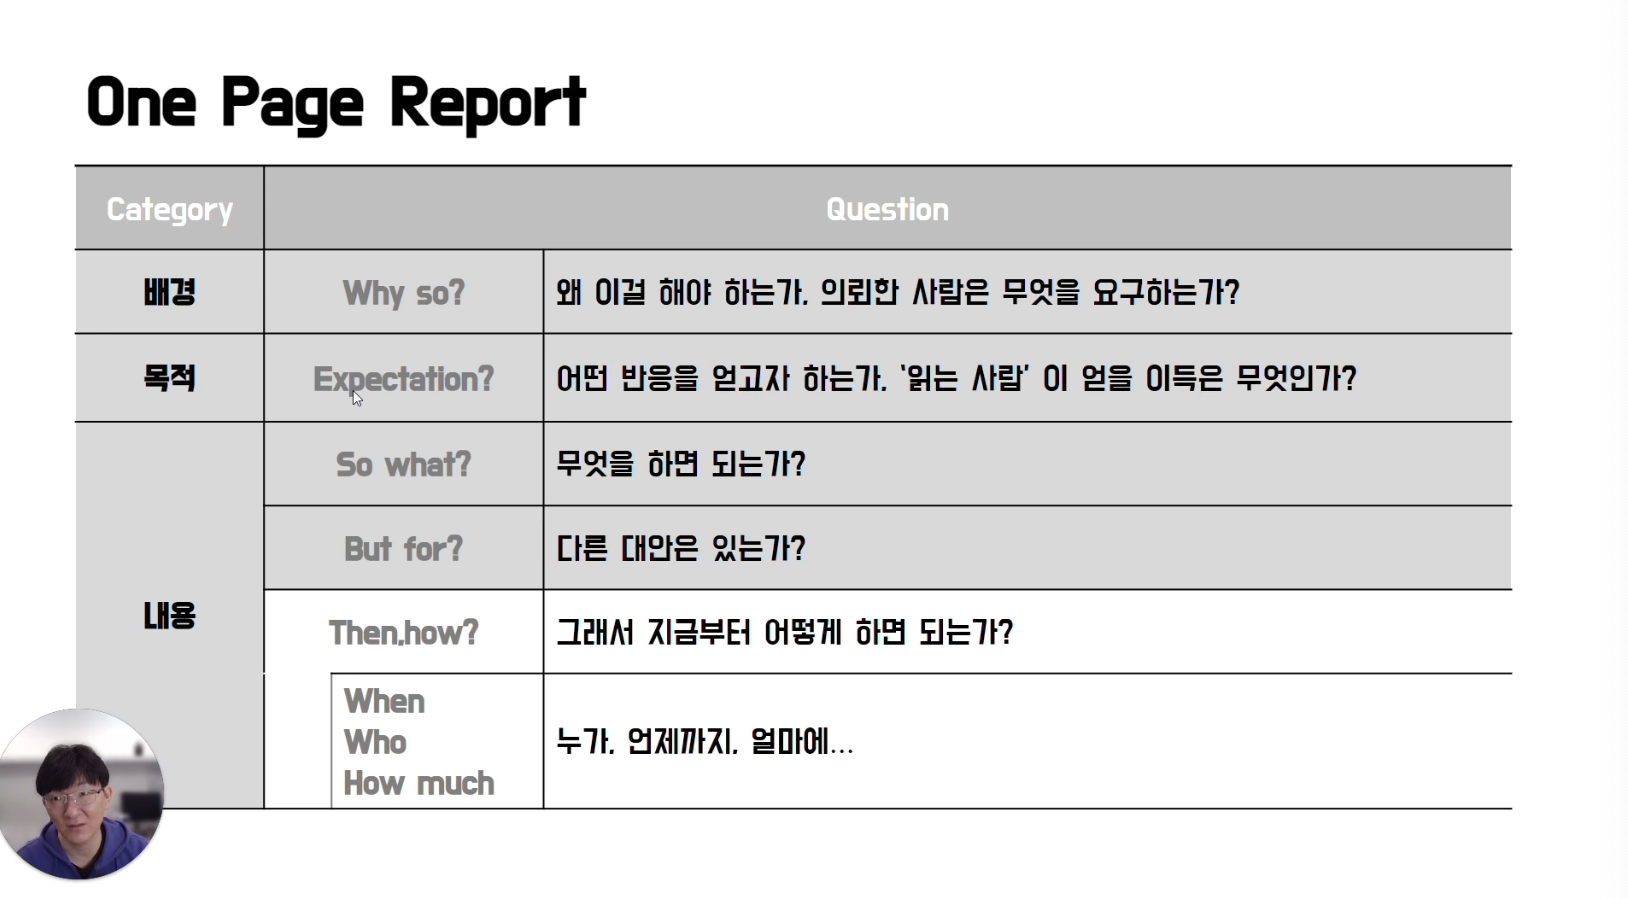 One Page Report
Category Question
배경 Why so? 왜 이걸 해야 하는가, 의뢰한 사람은 무엇을 요구하는가?
목적 Expectation? 어떤 반응을 얻고자 하는가, ‘읽는 사람’ 이 얻을 이득은 무엇인가?
So what? 무엇을 하면 되는가?
But for? 다른 대안은 있는가?
내용
Then,how? 그래서 지금부터 어떻게 하면 되는가?
When
Who 누가, 언제까지, 얼마에...
How much